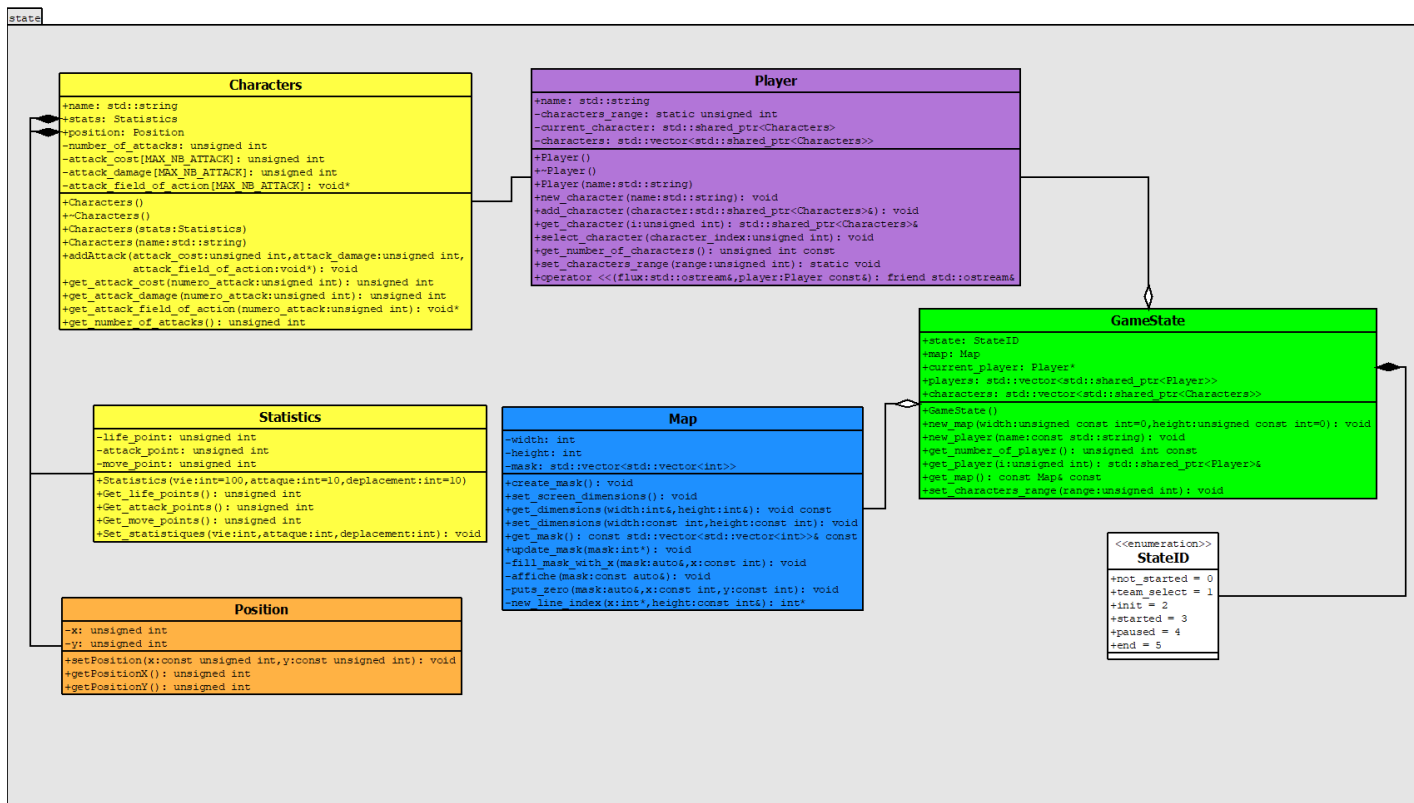 state
Characters
+name: std::string
+stats: Statistics
+position: Position
-number_of_attacks: unsigned int
-attack_cost[MAX_NB_ATTACK]: unsigned int
-attack_damage[MAX_NB_ATTACK]: unsigned int
-attack_field_of_action[MAX_NB_ATTACK]: void*
+Characters()
+~Characters()
+Characters(stats:Statistics)
+Characters(name:std::string)
+addAttack(attack_cost:unsigned int,attack_damage:unsigned int,
attack_field_of_action:void*): void
+get_attack_cost(numero_attack:unsigned int): unsigned int
+get_attack_damage(numero_attack:unsigned int): unsigned int
+get_attack_field_of_action(numero_attack:unsigned int): void*
+get_number_of_attacks(): unsigned int
Player
+name: std::string
-characters_range: static unsigned int
-current_character: std::shared_ptr<Characters>
-characters: std::vector<std::shared_ptr<Characters>>
+Player()
+~Player()
+Player(name:std::string)
+new_character(name:std::string): void
+add_character(character:std::shared_ptr<Characters>&): void
+get_character(i:unsigned int): std::shared_ptr<Characters>&
+select_character(character_index:unsigned int): void
+get_number_of_characters(): unsigned int const
+set_characters_range(range:unsigned int): static void
+operator <<(flux:std::ostream&,player:Player const&): friend std::ostream&
GameState
+state: StateID
+map: Map
+current_player: Player*
+players: std::vector<std::shared_ptr<Player>>
+characters: std::vector<std::shared_ptr<Characters>>
+GameState()
+new_map(width:unsigned const int=0,height:unsigned const int=0): void
+new_player(name:const std::string): void
+get_number_of_player(): unsigned int const
+get_player(i:unsigned int): std::shared_ptr<Player>&
+get_map(): const Map& const
+set_characters_range(range:unsigned int): void
Statistics
-life_point: unsigned int
-attack_point: unsigned int
-move_point: unsigned int
+Statistics(vie:int=100,attaque:int=10,deplacement:int=10)
+Get_life_points(): unsigned int
+Get_attack_points(): unsigned int
+Get_move_points(): unsigned int
+Set_statistiques(vie:int,attaque:int,deplacement:int): void
Map
-width: int
-height: int
-mask: std::vector<std::vector<int>>
+create_mask(): void
+set_screen_dimensions(): void
+get_dimensions(width:int&,height:int&): void const
+set_dimensions(width:const int,height:const int): void
+get_mask(): const std::vector<std::vector<int>>& const
+update_mask(mask:int*): void
-fill_mask_with_x(mask:auto&,x:const int): void
-affiche(mask:const auto&): void
-puts_zero(mask:auto&,x:const int,y:const int): void
-new_line_index(x:int*,height:const int&): int*
<<enumeration>>
StateID
+not_started = 0
+team_select = 1
+init = 2
+started = 3
+paused = 4
+end = 5
Position
-x: unsigned int
-y: unsigned int
+setPosition(x:const unsigned int,y:const unsigned int): void
+getPositionX(): unsigned int
+getPositionY(): unsigned int